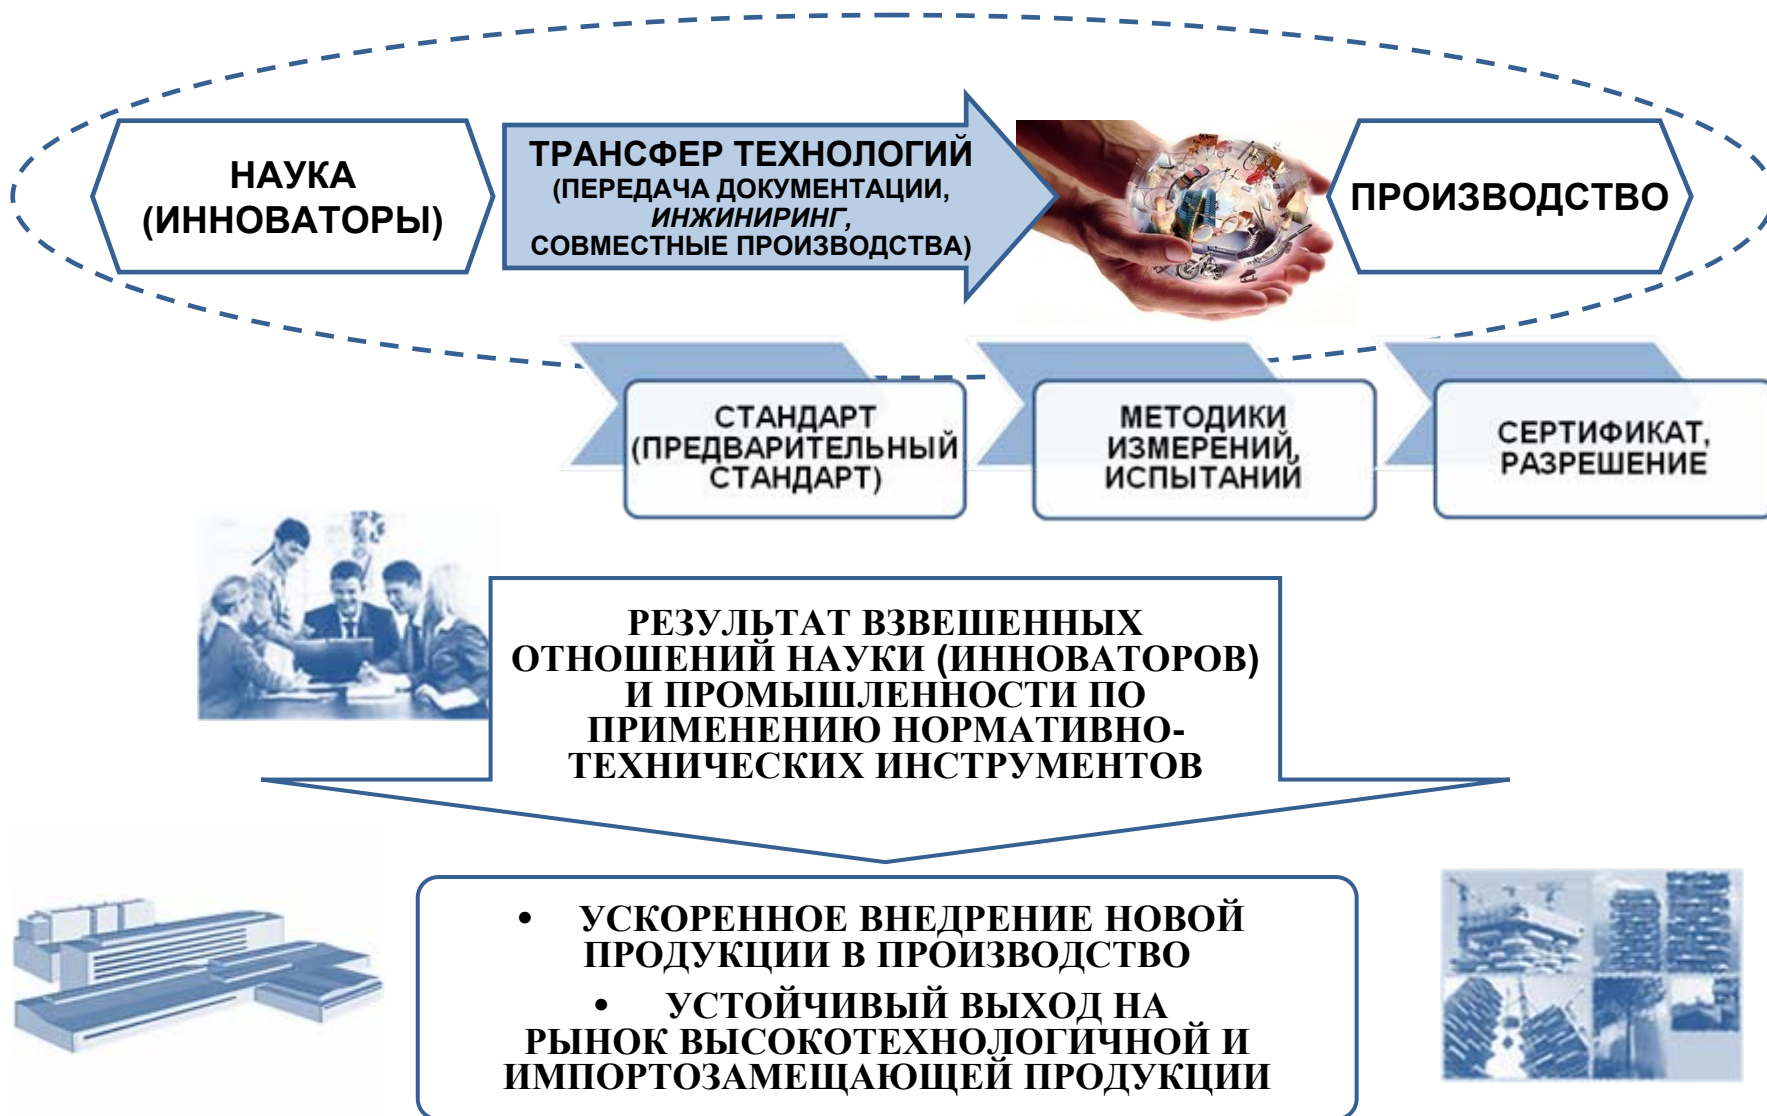 НАУКА
(ИННОВАТОРЫ)
ТРАНСФЕР ТЕХНОЛОГИЙ
(ПЕРЕДАЧА ДОКУМЕНТАЦИИ,
ИНЖИНИРИНГ,
СОВМЕСТНЫЕ ПРОИЗВОДСТВА)
ПРОИЗВОДСТВО
СТАНДАРТ
(ПРЕДВАРИТЕЛЬНЫЙ
СТАНДАРТ)
МЕТОДИКИ
ИЗМЕРЕНИЙ,
ИСПЫТАНИЙ
СЕРТИФИКАТ,
РАЗРЕШЕНИЕ
РЕЗУЛЬТАТ ВЗВЕШЕННЫХ
ОТНОШЕНИЙ НАУКИ (ИННОВАТОРОВ)
И ПРОМЫШЛЕННОСТИ ПО
ПРИМЕНЕНИЮ НОРМАТИВНО-
ТЕХНИЧЕСКИХ ИНСТРУМЕНТОВ
• УСКОРЕННОЕ ВНЕДРЕНИЕ НОВОЙ
ПРОДУКЦИИ В ПРОИЗВОДСТВО
• УСТОЙЧИВЫЙ ВЫХОД НА
РЫНОК ВЫСОКОТЕХНОЛОГИЧНОЙ И
ИМПОРТОЗАМЕЩАЮЩЕЙ ПРОДУКЦИИ